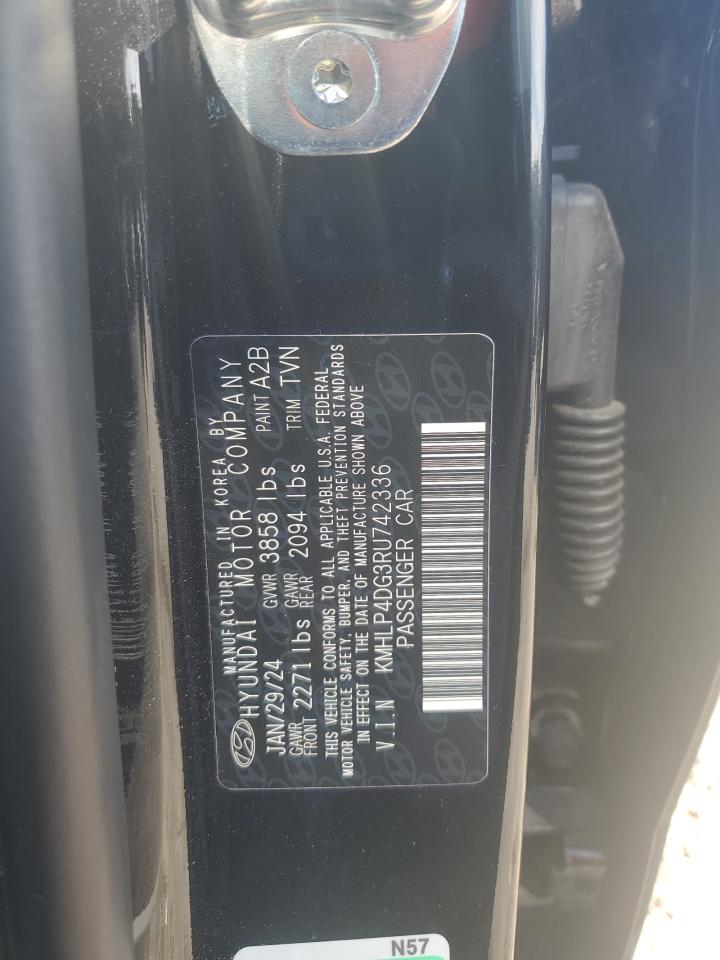 MANUFACTURED IN KOREA BY
HYUNDAI MOTOR COMPANY
JAN/29/24 GVWR 3858 lbs PAINT A2B
GAWR FRONT 2271 lbs GAWR REAR 2094 lbs TRIM TVN
THIS VEHICLE CONFORMS TO ALL APPLICABLE U.S.A. FEDERAL
MOTOR VEHICLE SAFETY, BUMPER, AND THEFT PREVENTION STANDARDS
IN EFFECT ON THE DATE OF MANUFACTURE SHOWN ABOVE
V.I.N KMHLP4DG3RU742336
PASSENGER CAR
N57